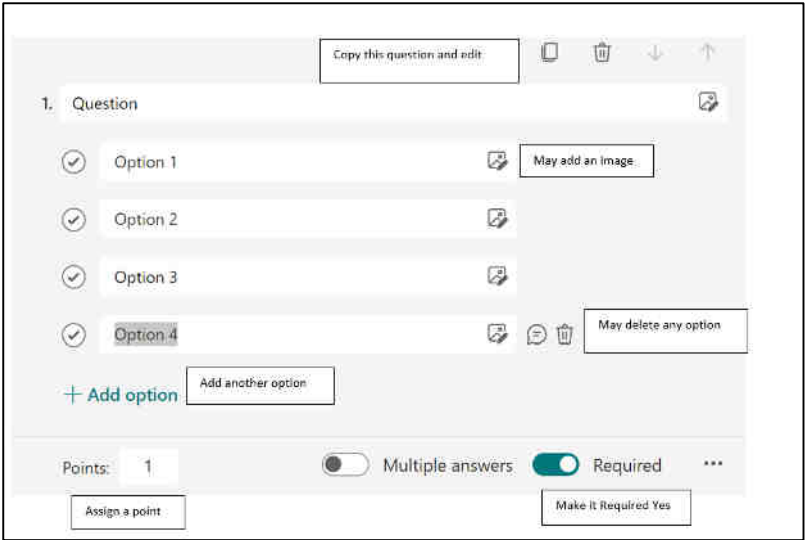 Copy this question and edit
1. Question
Option 1
May add an image
Option 2
Option 3
Option 4
May delete any option
+ Add option
Add another option
Points: 1
Multiple answers
Required
Assign a point
Make it Required Yes